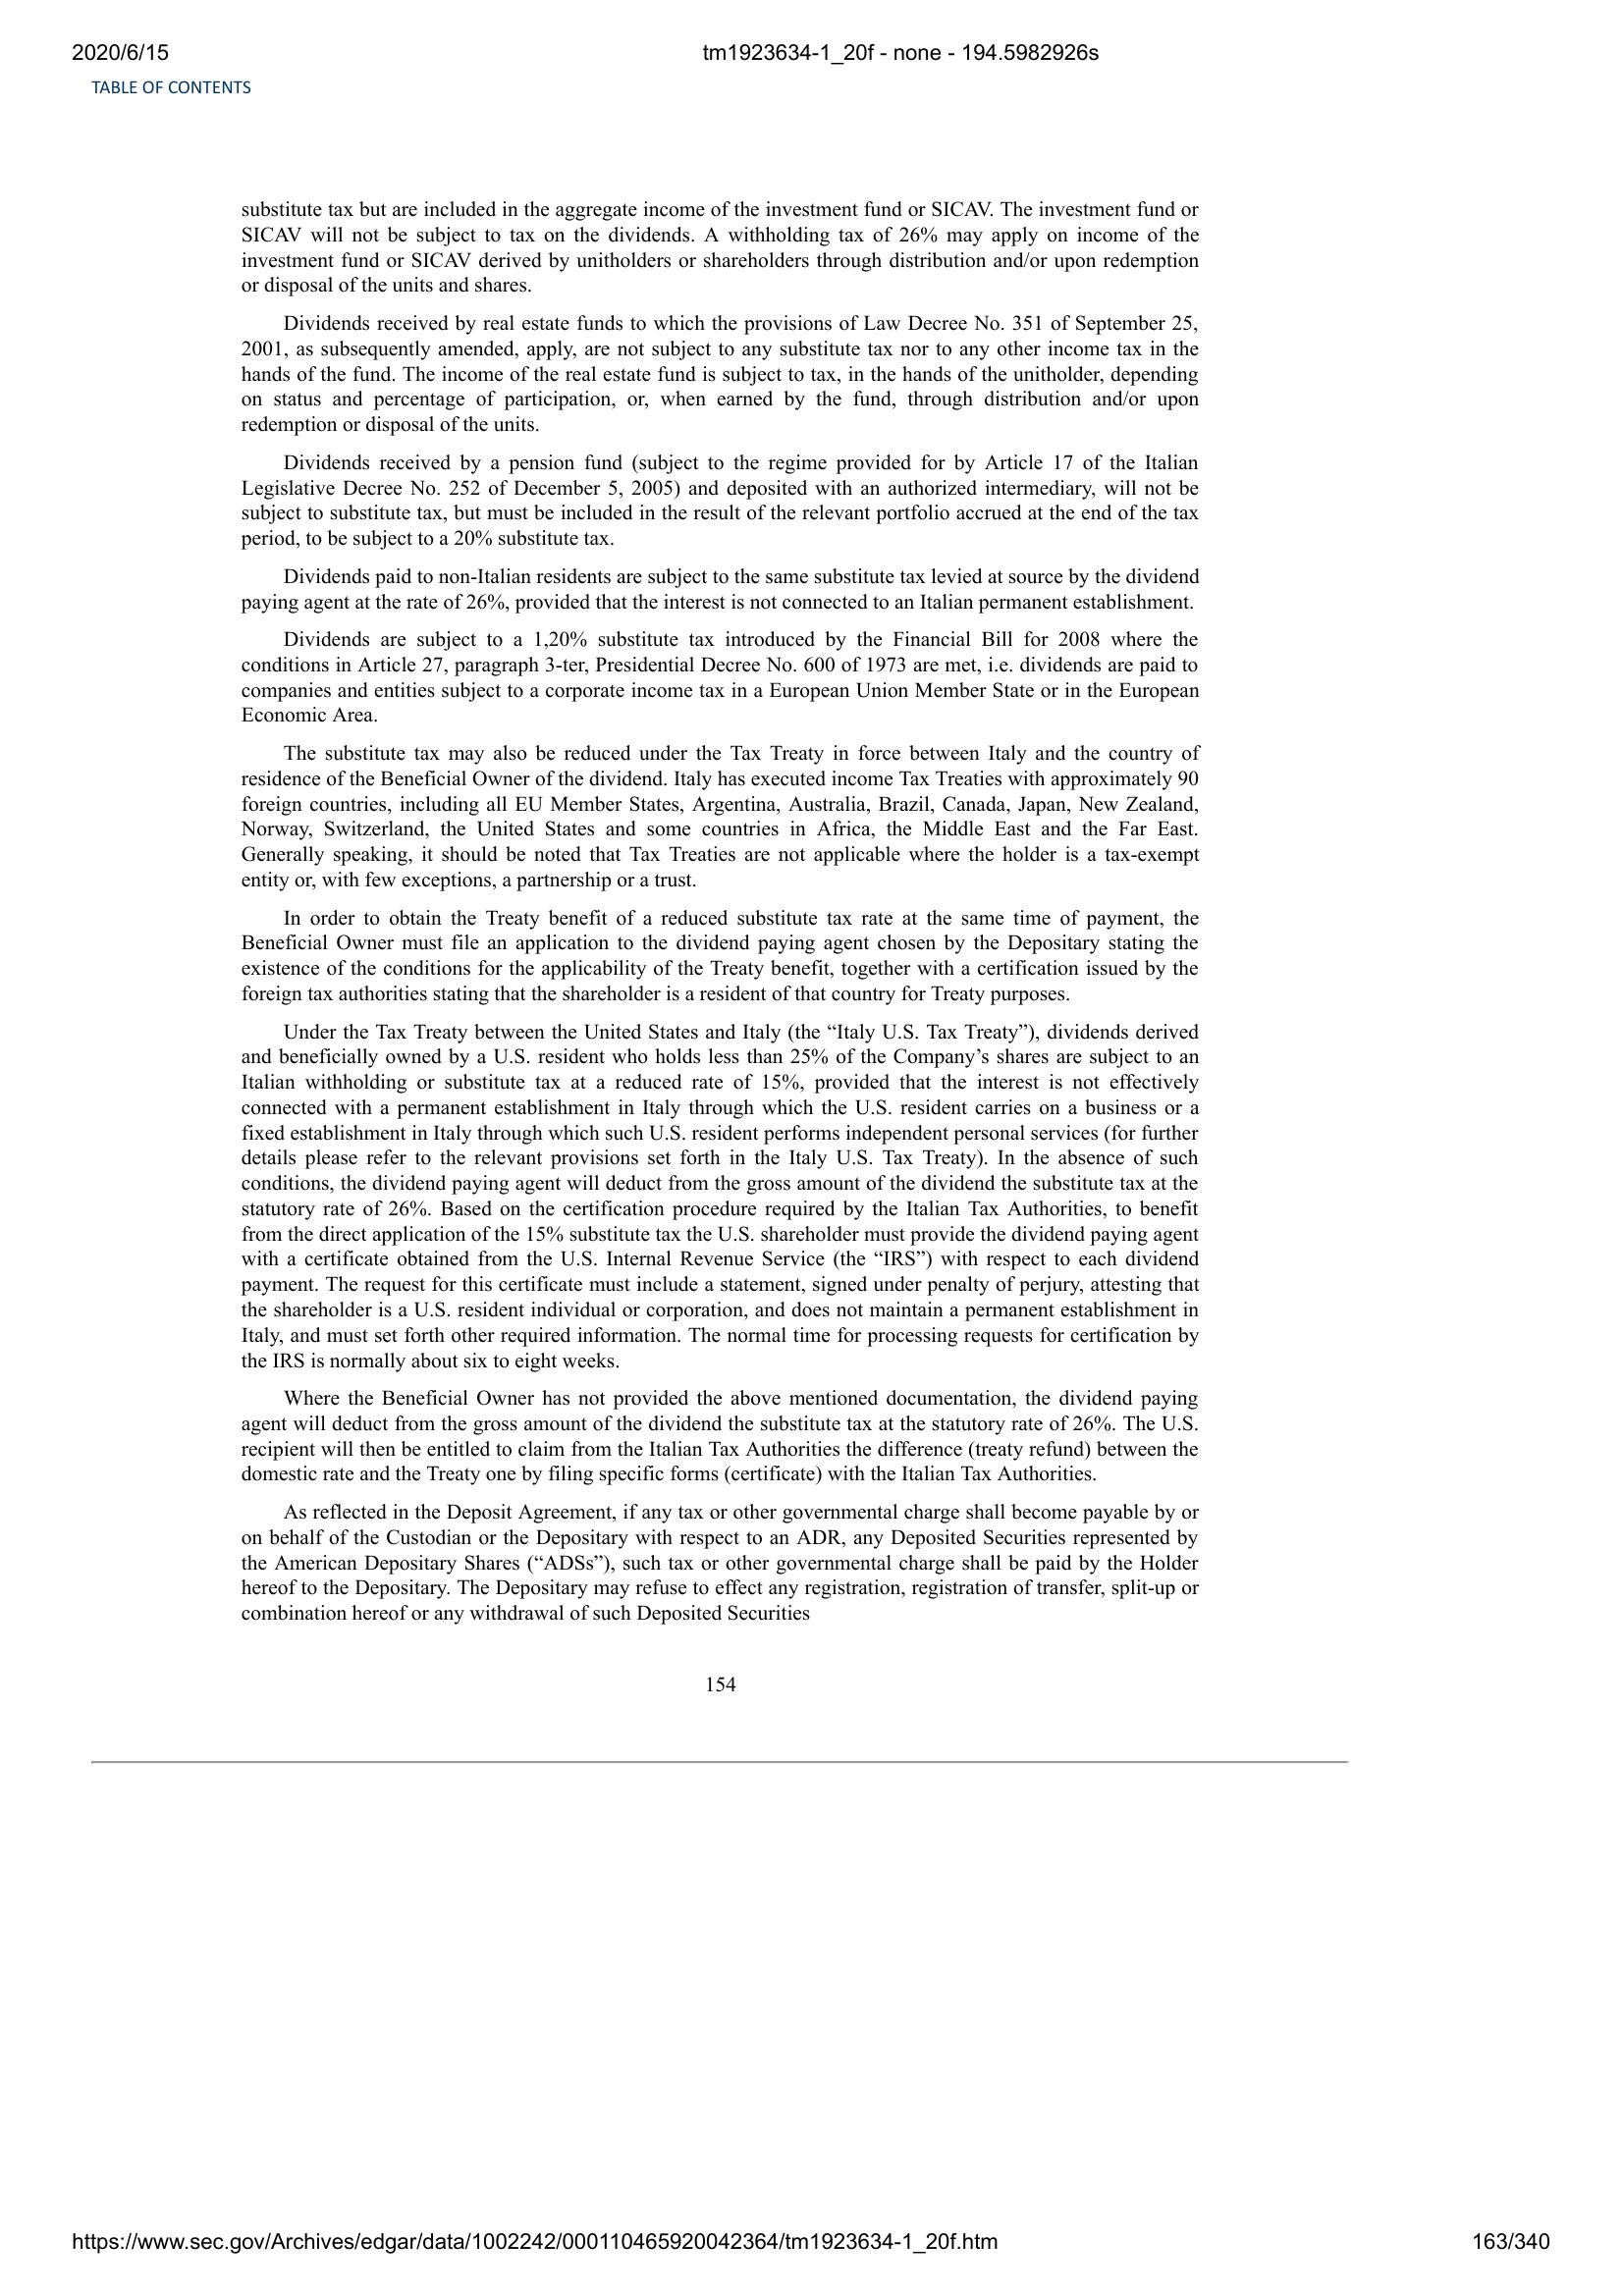 2020/6/15 tm1923634-1_20f - none - 194.5982926s
TABLE OF CONTENTS
substitute tax but are included in the aggregate income of the investment fund or SICAV. The investment fund or
SICAV will not be subject to tax on the dividends. A withholding tax of 26% may apply on income of the
investment fund or SICAV derived by unitholders or shareholders through distribution and/or upon redemption
or disposal of the units and shares.
Dividends received by real estate funds to which the provisions of Law Decree No. 351 of September 25,
2001, as subsequently amended, apply, are not subject to any substitute tax nor to any other income tax in the
hands of the fund. The income of the real estate fund is subject to tax, in the hands of the unitholder, depending
on status and percentage of participation, or, when earned by the fund, through distribution and/or upon
redemption or disposal of the units.
Dividends received by a pension fund (subject to the regime provided for by Article 17 of the Italian
Legislative Decree No. 252 of December 5, 2005) and deposited with an authorized intermediary, will not be
subject to substitute tax, but must be included in the result of the relevant portfolio accrued at the end of the tax
period, to be subject to a 20% substitute tax.
Dividends paid to non-Italian residents are subject to the same substitute tax levied at source by the dividend
paying agent at the rate of 26%, provided that the interest is not connected to an Italian permanent establishment.
Dividends are subject to a 1,20% substitute tax introduced by the Financial Bill for 2008 where the
conditions in Article 27, paragraph 3-ter, Presidential Decree No. 600 of 1973 are met, i.e. dividends are paid to
companies and entities subject to a corporate income tax in a European Union Member State or in the European
Economic Area.
The substitute tax may also be reduced under the Tax Treaty in force between Italy and the country of
residence of the Beneficial Owner of the dividend. Italy has executed income Tax Treaties with approximately 90
foreign countries, including all EU Member States, Argentina, Australia, Brazil, Canada, Japan, New Zealand,
Norway, Switzerland, the United States and some countries in Africa, the Middle East and the Far East.
Generally speaking, it should be noted that Tax Treaties are not applicable where the holder is a tax-exempt
entity or, with few exceptions, a partnership or a trust.
In order to obtain the Treaty benefit of a reduced substitute tax rate at the same time of payment, the
Beneficial Owner must file an application to the dividend paying agent chosen by the Depositary stating the
existence of the conditions for the applicability of the Treaty benefit, together with a certification issued by the
foreign tax authorities stating that the shareholder is a resident of that country for Treaty purposes.
Under the Tax Treaty between the United States and Italy (the “Italy U.S. Tax Treaty”), dividends derived
and beneficially owned by a U.S. resident who holds less than 25% of the Company’s shares are subject to an
Italian withholding or substitute tax at a reduced rate of 15%, provided that the interest is not effectively
connected with a permanent establishment in Italy through which the U.S. resident carries on a business or a
fixed establishment in Italy through which such U.S. resident performs independent personal services (for further
details please refer to the relevant provisions set forth in the Italy U.S. Tax Treaty). In the absence of such
conditions, the dividend paying agent will deduct from the gross amount of the dividend the substitute tax at the
statutory rate of 26%. Based on the certification procedure required by the Italian Tax Authorities, to benefit
from the direct application of the 15% substitute tax the U.S. shareholder must provide the dividend paying agent
with a certificate obtained from the U.S. Internal Revenue Service (the “IRS”) with respect to each dividend
payment. The request for this certificate must include a statement, signed under penalty of perjury, attesting that
the shareholder is a U.S. resident individual or corporation, and does not maintain a permanent establishment in
Italy, and must set forth other required information. The normal time for processing requests for certification by
the IRS is normally about six to eight weeks.
Where the Beneficial Owner has not provided the above mentioned documentation, the dividend paying
agent will deduct from the gross amount of the dividend the substitute tax at the statutory rate of 26%. The U.S.
recipient will then be entitled to claim from the Italian Tax Authorities the difference (treaty refund) between the
domestic rate and the Treaty one by filing specific forms (certificate) with the Italian Tax Authorities.
As reflected in the Deposit Agreement, if any tax or other governmental charge shall become payable by or
on behalf of the Custodian or the Depositary with respect to an ADR, any Deposited Securities represented by
the American Depositary Shares (“ADSs”), such tax or other governmental charge shall be paid by the Holder
hereof to the Depositary. The Depositary may refuse to effect any registration, registration of transfer, split-up or
combination hereof or any withdrawal of such Deposited Securities
154
https://www.sec.gov/Archives/edgar/data/1002242/000110465920042364/tm1923634-1_20f.htm 163/340